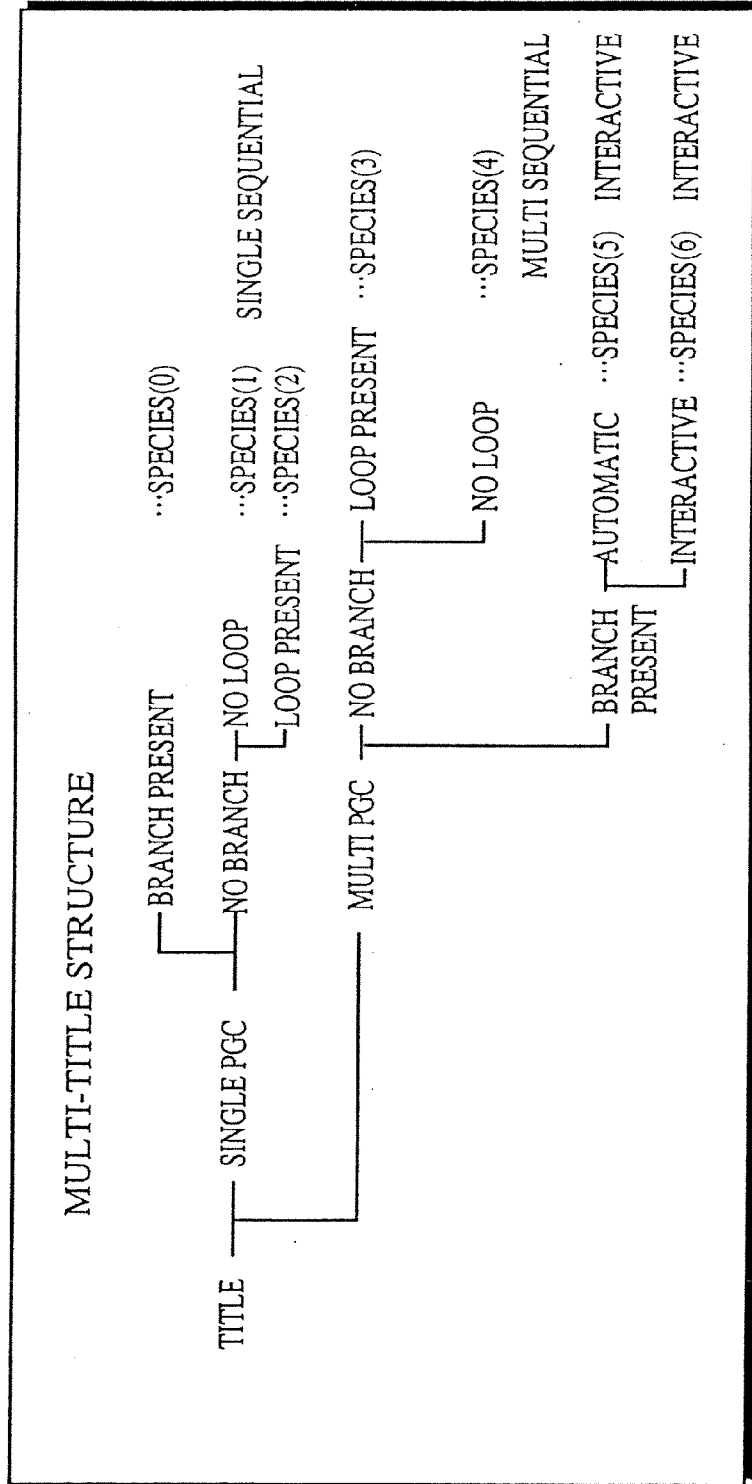 MULTI-TITLE STRUCTURE
BRANCH PRESENT ···SPECIES(0)
TITLE SINGLE PGC NO BRANCH NO LOOP ···SPECIES(1)
SINGLE SEQUENTIAL
LOOP PRESENT ···SPECIES(2)
MULTI PGC NO BRANCH LOOP PRESENT ···SPECIES(3)
NO LOOP ···SPECIES(4)
MULTI SEQUENTIAL
BRANCH AUTOMATIC ···SPECIES(5) INTERACTIVE
PRESENT
INTERACTIVE ···SPECIES(6) INTERACTIVE